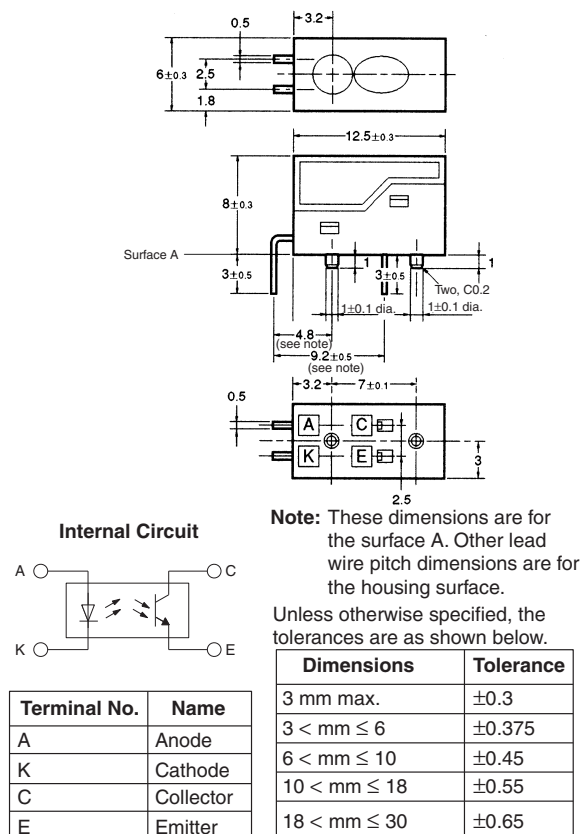 3.2
0.5
6±0.3
2.5
1.8
12.5±0.3
8±0.3
Surface A
3±0.5
1
3±0.5
1
Two, C0.2
1±0.1 dia.
1±0.1 dia.
4.8
(see note)
9.2±0.5
(see note)
3.2
7±0.1
0.5
A
C
K
E
3
2.5
Internal Circuit
A
C
K
E
Terminal No. Name
A Anode
K Cathode
C Collector
E Emitter
Note: These dimensions are for
the surface A. Other lead
wire pitch dimensions are for
the housing surface.
Unless otherwise specified, the
tolerances are as shown below.
Dimensions Tolerance
3 mm max. ±0.3
3 < mm ≤ 6 ±0.375
6 < mm ≤ 10 ±0.45
10 < mm ≤ 18 ±0.55
18 < mm ≤ 30 ±0.65